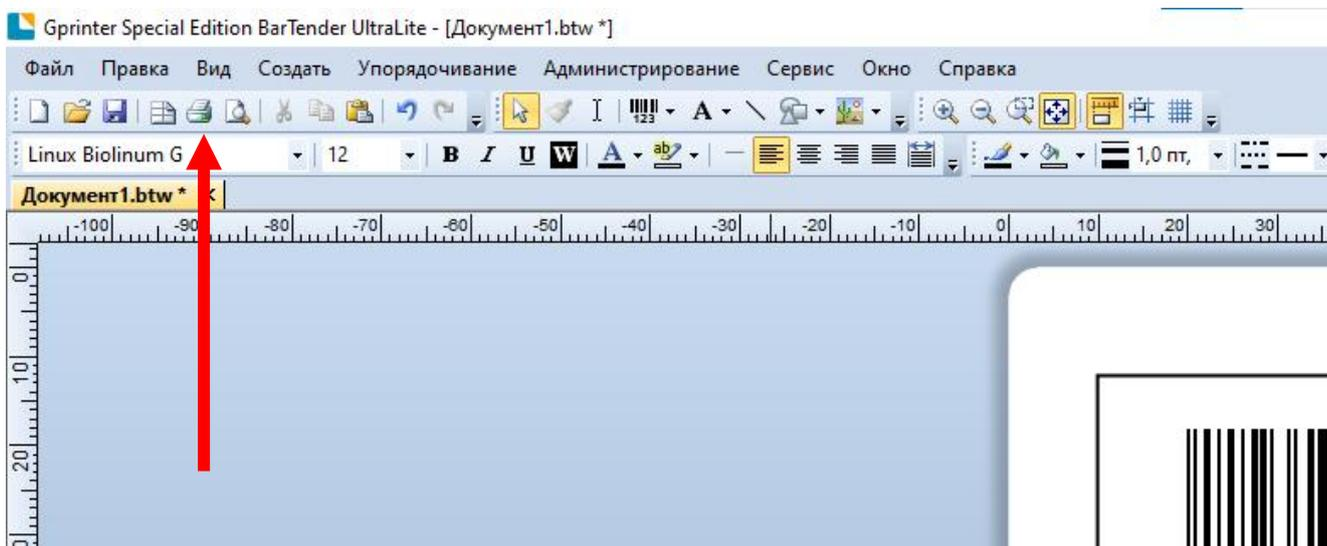 Gprinter Special Edition BarTender UltraLite - [Документ1.btw *]
Файл Правка Вид Создать Упорядочивание Администрирование Сервис Окно Справка
123 A
Linux Biolinum G 12 B I U W A ab 1,0 пт,
Документ1.btw *
-100 -90 -80 -70 -60 -50 -40 -30 -20 -10 0 10 20 30
0
10
20